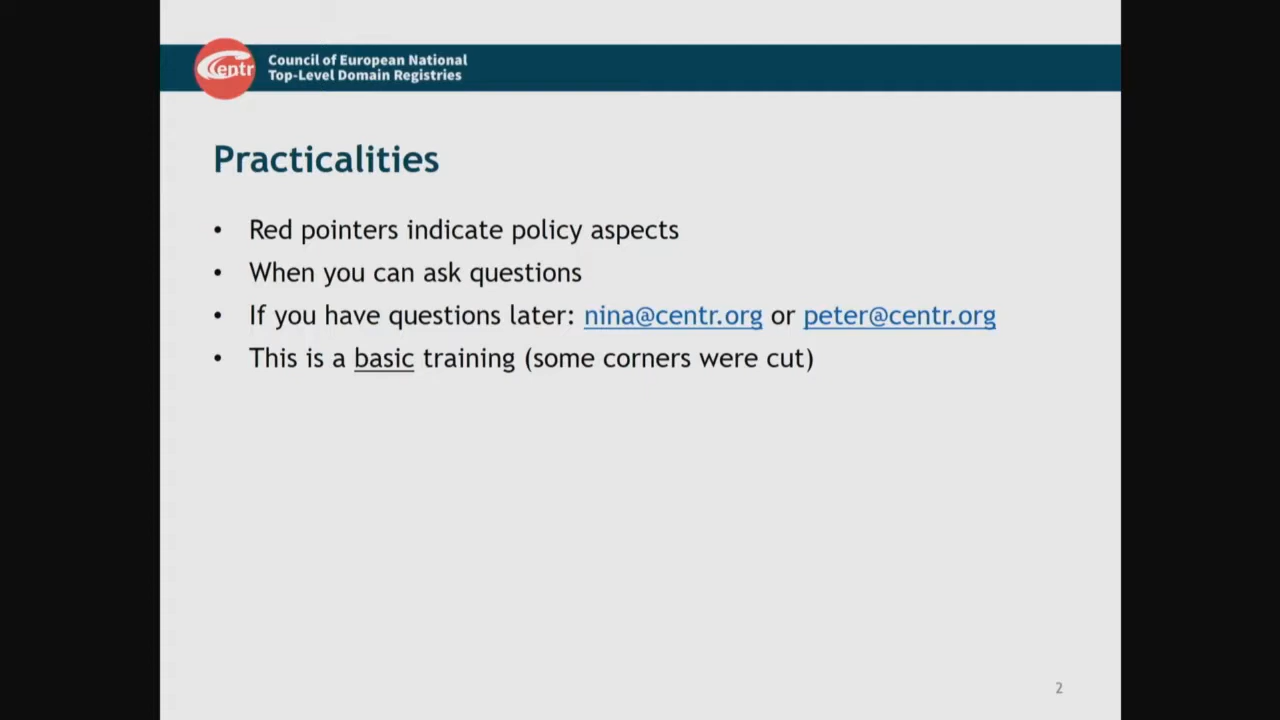 Centr
Council of European National
Top-Level Domain Registries
Practicalities
• Red pointers indicate policy aspects
• When you can ask questions
• If you have questions later: nina@centr.org or peter@centr.org
• This is a basic training (some corners were cut)
2